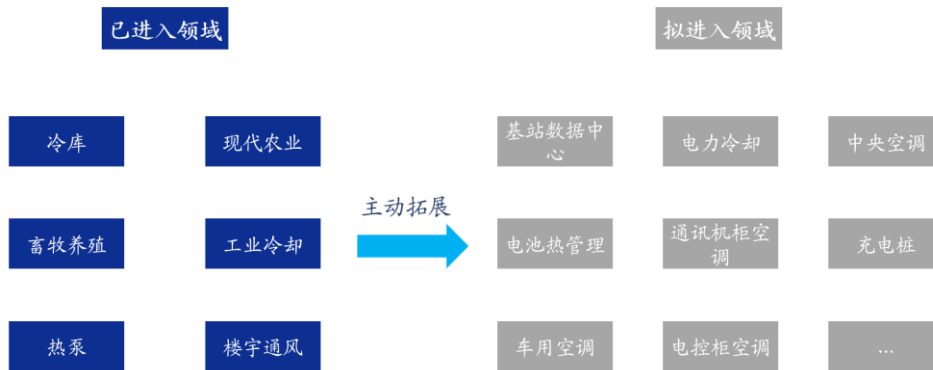 已进入领域
拟进入领域
冷库
现代农业
基站数据中
心
电力冷却
中央空调
主动拓展
畜牧养殖
工业冷却
电池热管理
通讯机柜空
调
充电桩
热泵
楼宇通风
车用空调
电控柜空调
...